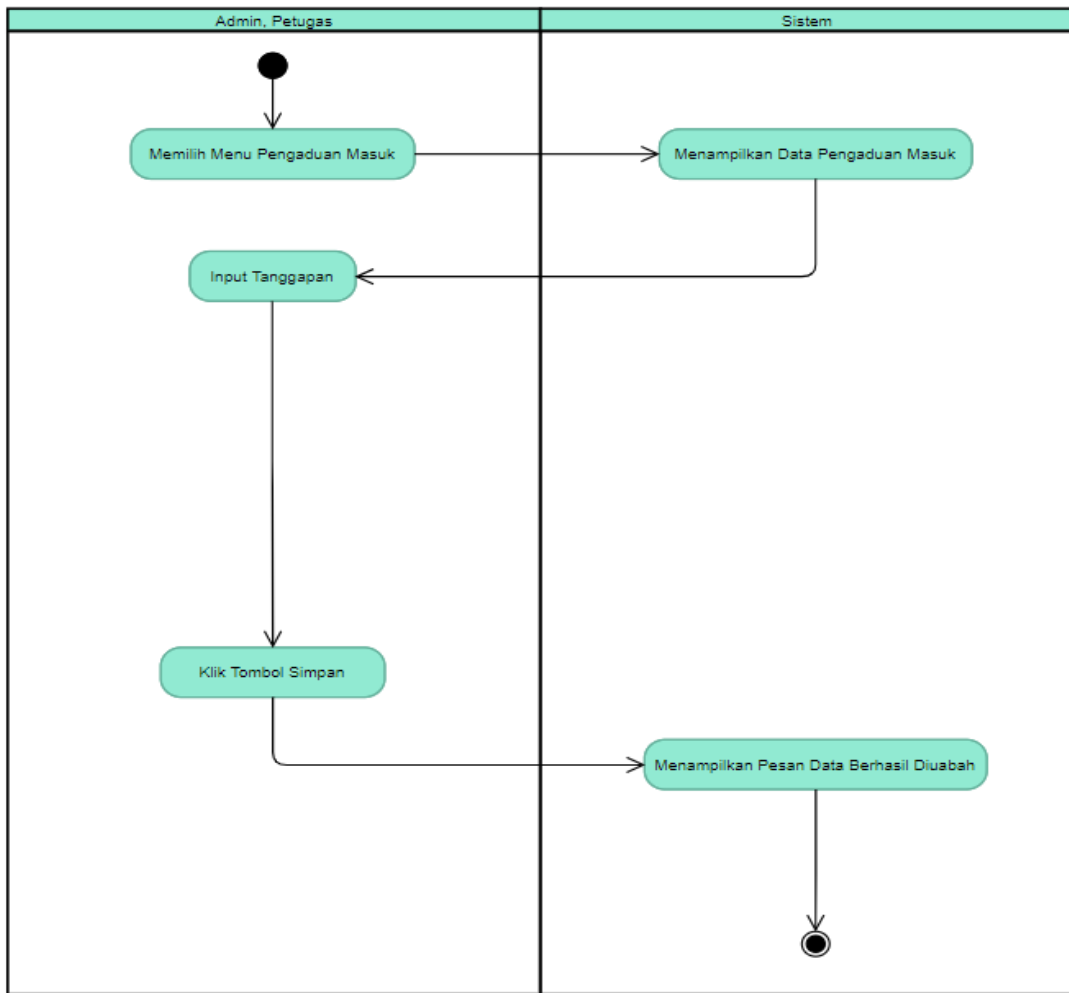 Admin, Petugas
Sistem
Memilih Menu Pengaduan Masuk
Menampilkan Data Pengaduan Masuk
Input Tanggapan
Klik Tombol Simpan
Menampilkan Pesan Data Berhasil Diuabah